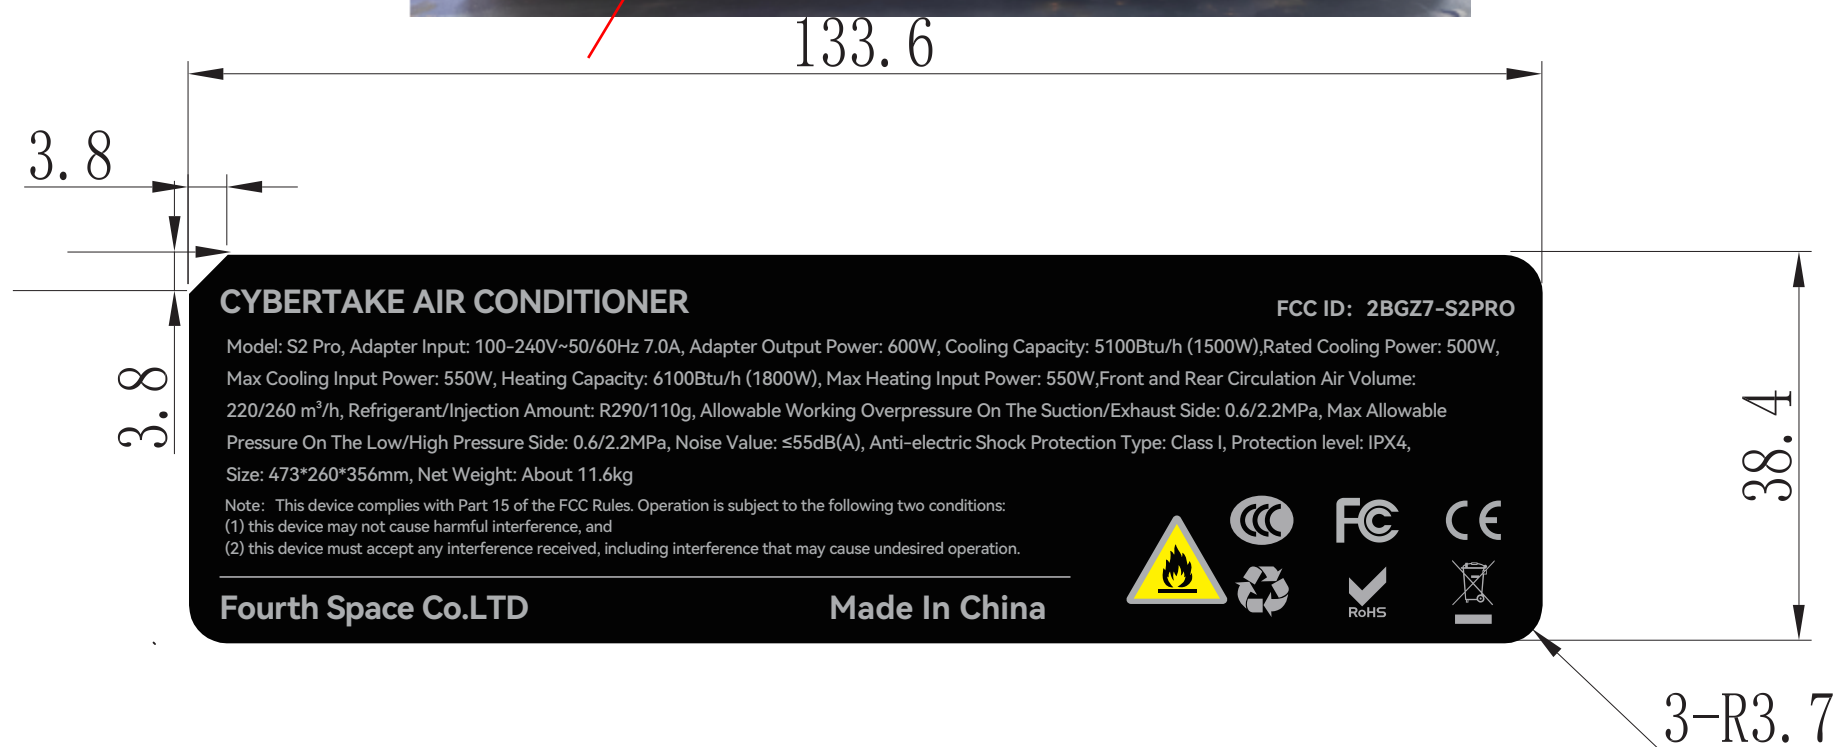 133.6
3.8
3.8
CYBERTAKE AIR CONDITIONER
FCC ID: 2BGZ7-S2PRO
Model: S2 Pro, Adapter Input: 100-240V~50/60Hz 7.0A, Adapter Output Power: 600W, Cooling Capacity: 5100Btu/h (1500W),Rated Cooling Power: 500W,
Max Cooling Input Power: 550W, Heating Capacity: 6100Btu/h (1800W), Max Heating Input Power: 550W,Front and Rear Circulation Air Volume:
220/260 m³/h, Refrigerant/Injection Amount: R290/110g, Allowable Working Overpressure On The Suction/Exhaust Side: 0.6/2.2MPa, Max Allowable
Pressure On The Low/High Pressure Side: 0.6/2.2MPa, Noise Value: ≤55dB(A), Anti-electric Shock Protection Type: Class I, Protection level: IPX4,
Size: 473*260*356mm, Net Weight: About 11.6kg
Note: This device complies with Part 15 of the FCC Rules. Operation is subject to the following two conditions:
(1) this device may not cause harmful interference, and
(2) this device must accept any interference received, including interference that may cause undesired operation.
CCC
FC
CE
RoHS
Fourth Space Co.LTD
Made In China
38.4
3-R3.7